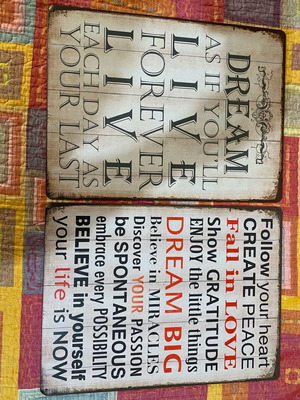 DREAM
AS IF YOU'LL
LIVE
FOREVER
LIVE
EACH DAY AS
YOUR LAST
Follow your heart
CREATE PEACE
Fall in LOVE
Show GRATITUDE
ENJOY the little things
DREAM BIG
Believe in MIRACLES
Discover YOUR PASSION
be SPONTANEOUS
embrace every POSSIBILITY
BELIEVE in yourself
your life is NOW